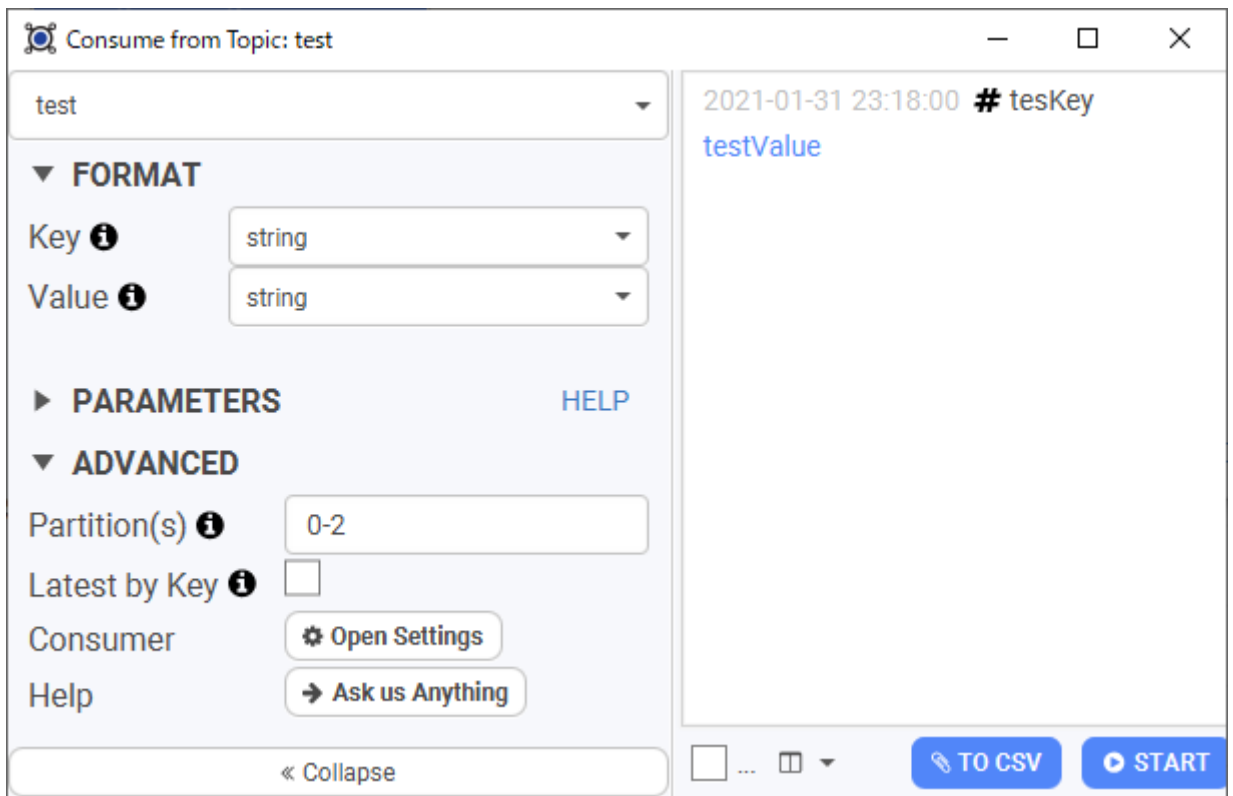 Consume from Topic: test
test
FORMAT
Key
string
Value
string
PARAMETERS
HELP
ADVANCED
Partition(s)
0-2
Latest by Key
Consumer
Open Settings
Help
Ask us Anything
« Collapse
2021-01-31 23:18:00 # tesKey
testValue
...
TO CSV
START